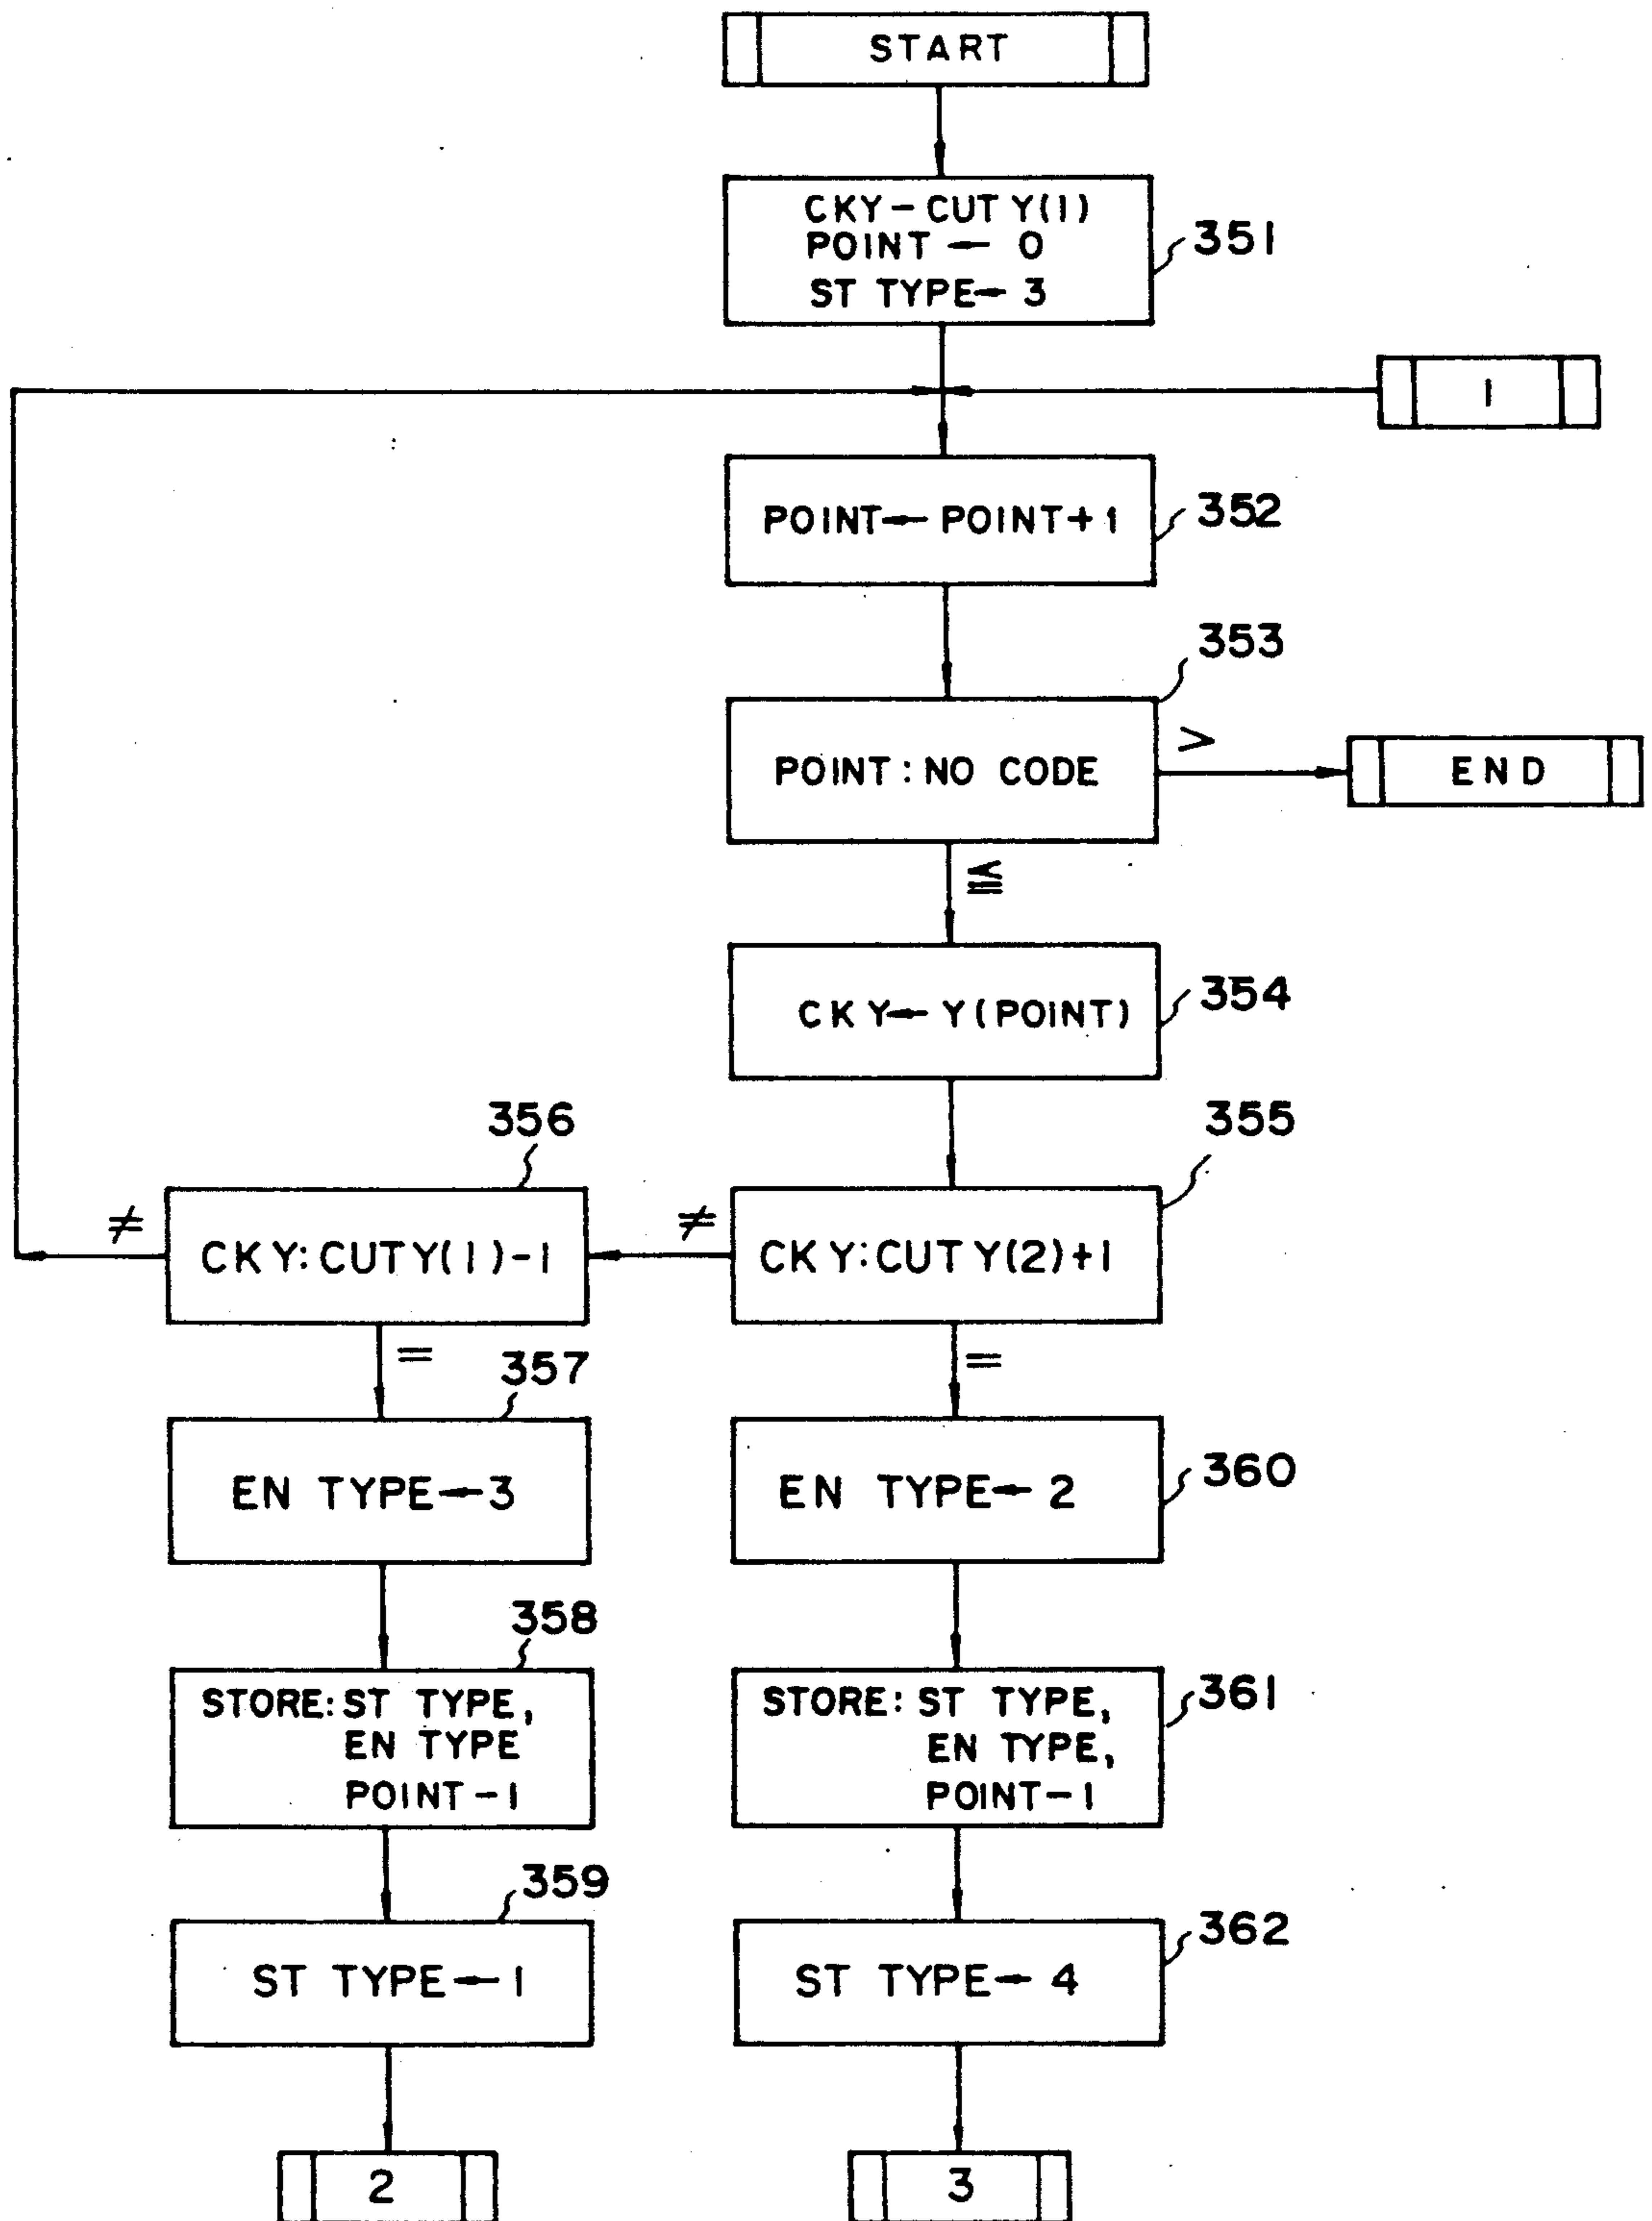 START
CKY-CUTY(1)
POINT ← 0
ST TYPE← 3
351
1
POINT← POINT+1
352
353
POINT : NO CODE
>
END
≦
CKY← Y(POINT)
354
355
356
CKY:CUTY(1)-1
≠
CKY:CUTY(2)+1
≠
=
=
357
EN TYPE←3
EN TYPE← 2
360
358
STORE: ST TYPE,
EN TYPE
POINT-1
STORE: ST TYPE,
EN TYPE,
POINT-1
361
359
ST TYPE←1
ST TYPE← 4
362
2
3